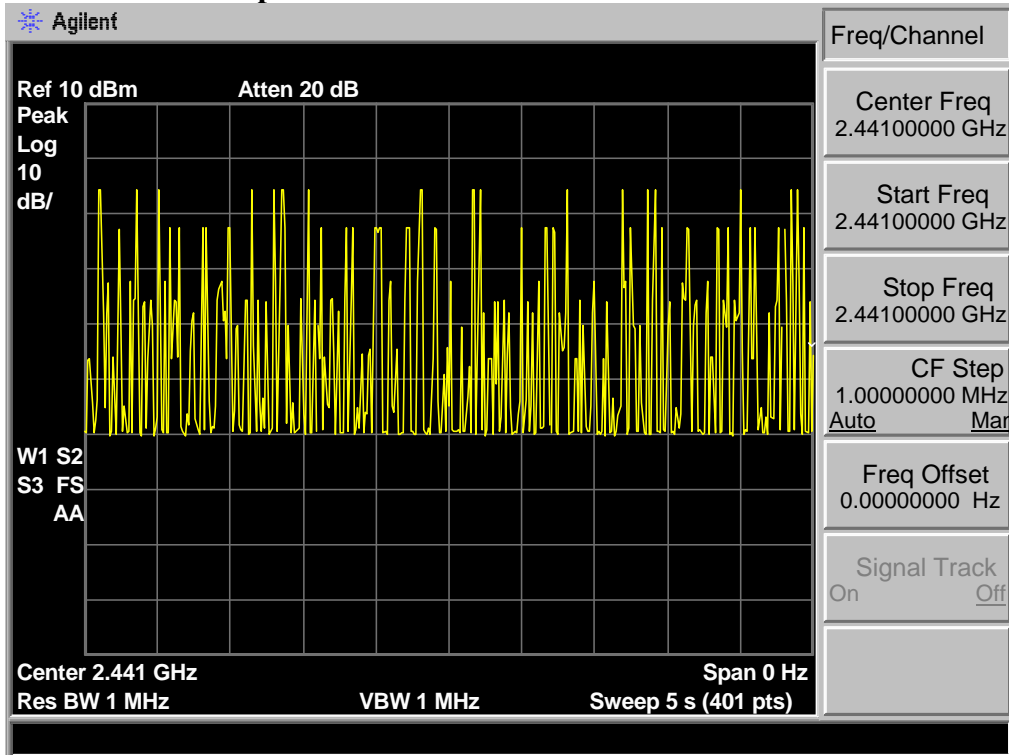 Agilent
Freq/Channel
Ref 10 dBm Atten 20 dB
Peak
Log
10
dB/
W1 S2
S3 FS
AA
Center 2.441 GHz Span 0 Hz
Res BW 1 MHz VBW 1 MHz Sweep 5 s (401 pts)
Center Freq
2.44100000 GHz
Start Freq
2.44100000 GHz
Stop Freq
2.44100000 GHz
CF Step
1.00000000 MHz
Auto Man
Freq Offset
0.00000000 Hz
Signal Track
On Off